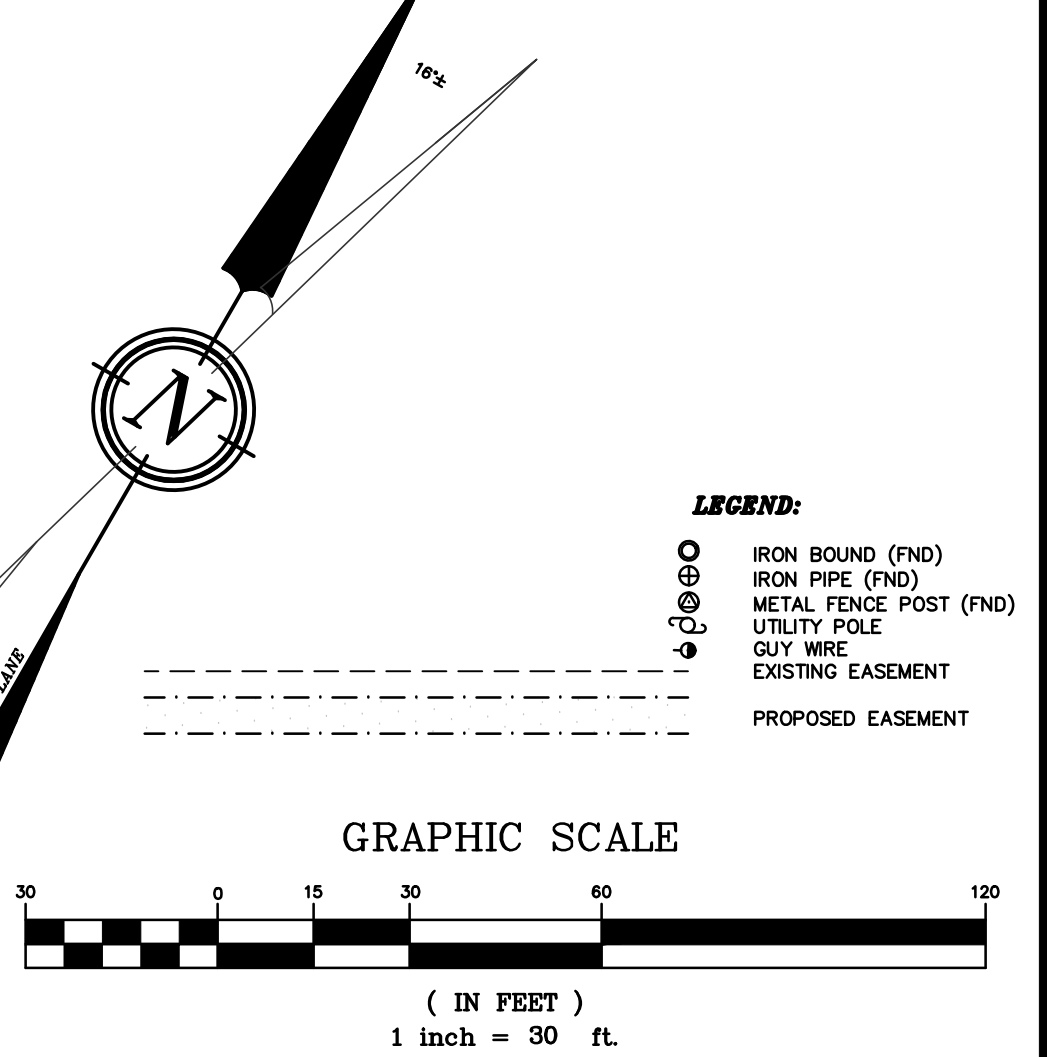 16°±
N
LEGEND:
IRON BOUND (FND)
IRON PIPE (FND)
METAL FENCE POST (FND)
UTILITY POLE
GUY WIRE
LANE
EXISTING EASEMENT
PROPOSED EASEMENT
GRAPHIC SCALE
30 0 15 30 60 120
( IN FEET )
1 inch = 30 ft.